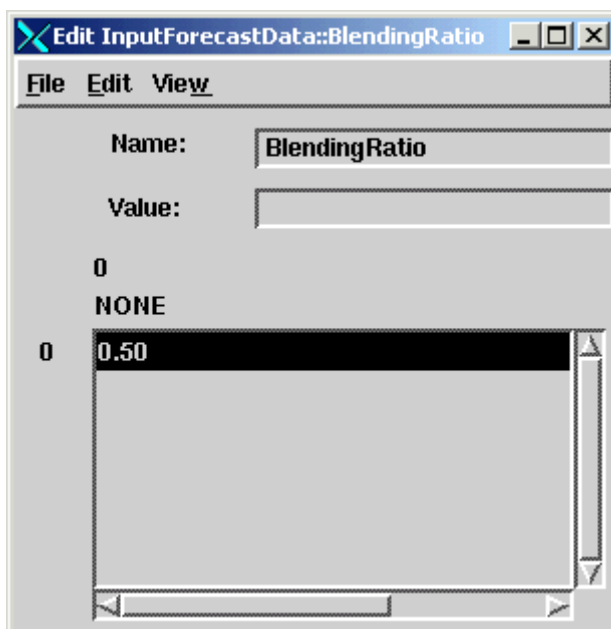 Edit InputForecastData::BlendingRatio
File Edit View
Name: BlendingRatio
Value:
0
NONE
0 0.50